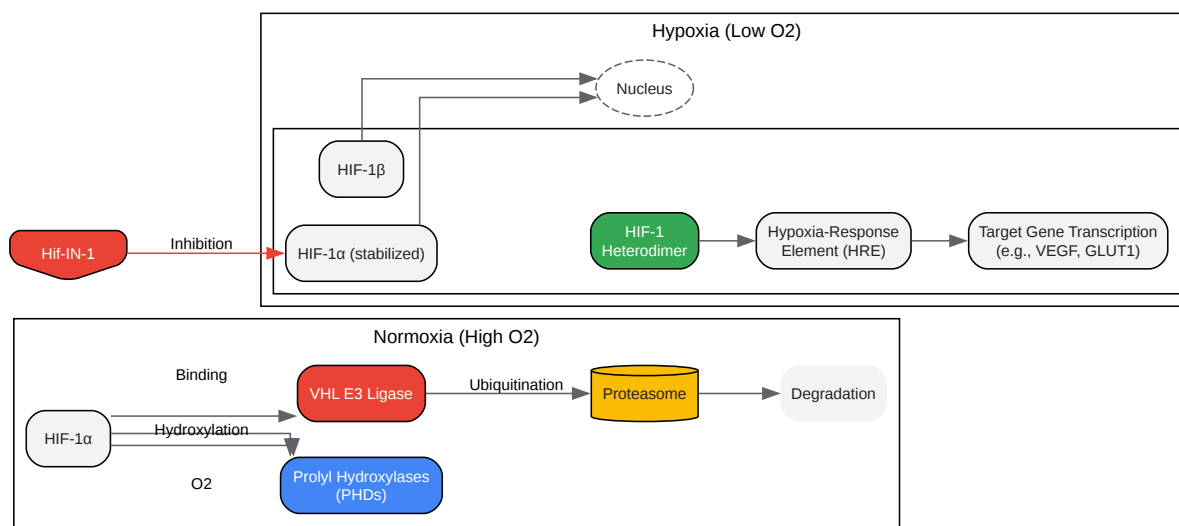 Hypoxia (Low O2)
Nucleus
HIF-1β
Hif-IN-1
Inhibition
HIF-1α (stabilized)
HIF-1
Heterodimer
Hypoxia-Response
Element (HRE)
Target Gene Transcription
(e.g., VEGF, GLUT1)
Normoxia (High O2)
Binding
VHL E3 Ligase
Ubiquitination
Proteasome
Degradation
HIF-1α
Hydroxylation
O2
Prolyl Hydroxylases
(PHDs)